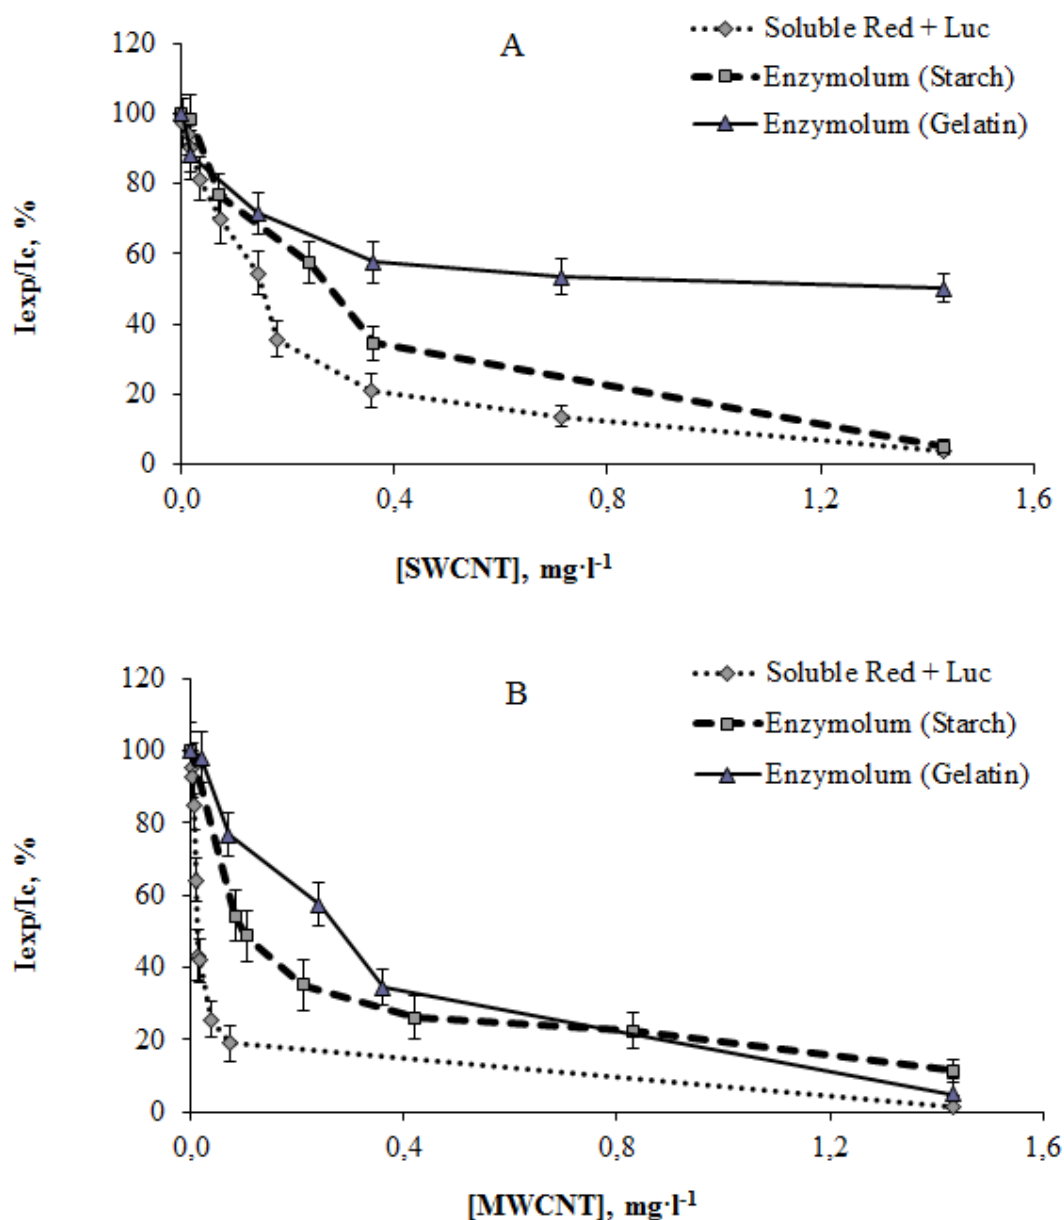 A
Soluble Red + Luc
Enzymolum (Starch)
Enzymolum (Gelatin)
Iexp/Ic, %
120
100
80
60
40
20
0
0,0 0,4 0,8 1,2 1,6
[SWCNT], mg·l⁻¹
B
Soluble Red + Luc
Enzymolum (Starch)
Enzymolum (Gelatin)
Iexp/Ic, %
120
100
80
60
40
20
0
0,0 0,4 0,8 1,2 1,6
[MWCNT], mg·l⁻¹